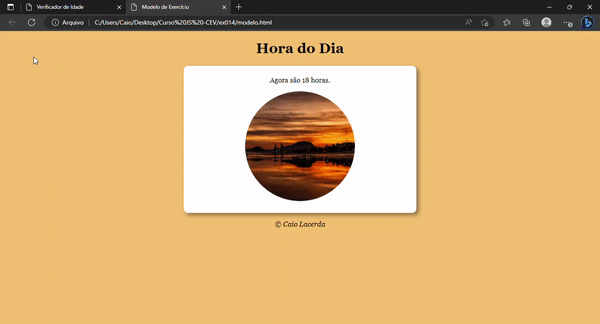 Verificador de Idade
Modelo de Exercício
Arquivo
C:/Users/Caio/Desktop/Curso%20JS%20-CEV/ex014/modelo.html
Hora do Dia
Agora são 18 horas.
© Caio Lacerda